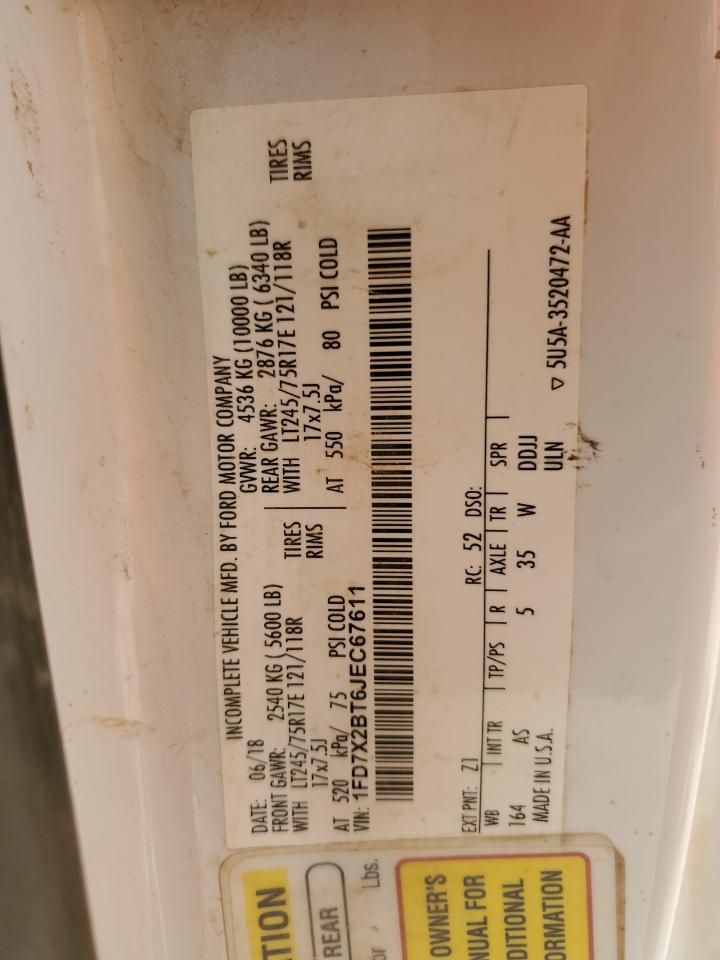 INCOMPLETE VEHICLE MFD. BY FORD MOTOR COMPANY
DATE: 06/18 GVWR: 4536 KG (10000 LB)
FRONT GAWR: 2540 KG ( 5600 LB) REAR GAWR: 2876 KG ( 6340 LB)
WITH LT245/75R17E 121/118R TIRES WITH LT245/75R17E 121/118R TIRES
17x7.5J RIMS 17x7.5J RIMS
AT 520 kPa/ 75 PSI COLD AT 550 kPa/ 80 PSI COLD
VIN: 1FD7X2BT6JEC67611
EXT PNT: Z1 RC: 52 DSO:
WB INT TR TP/PS R AXLE TR SPR
164 AS 5 35 W DDJJ
MADE IN U.S.A. ULN
▽ 5U5A-3520472-AA
TION
REAR
or Lbs.
OWNER'S
NUAL FOR
DITIONAL
ORMATION